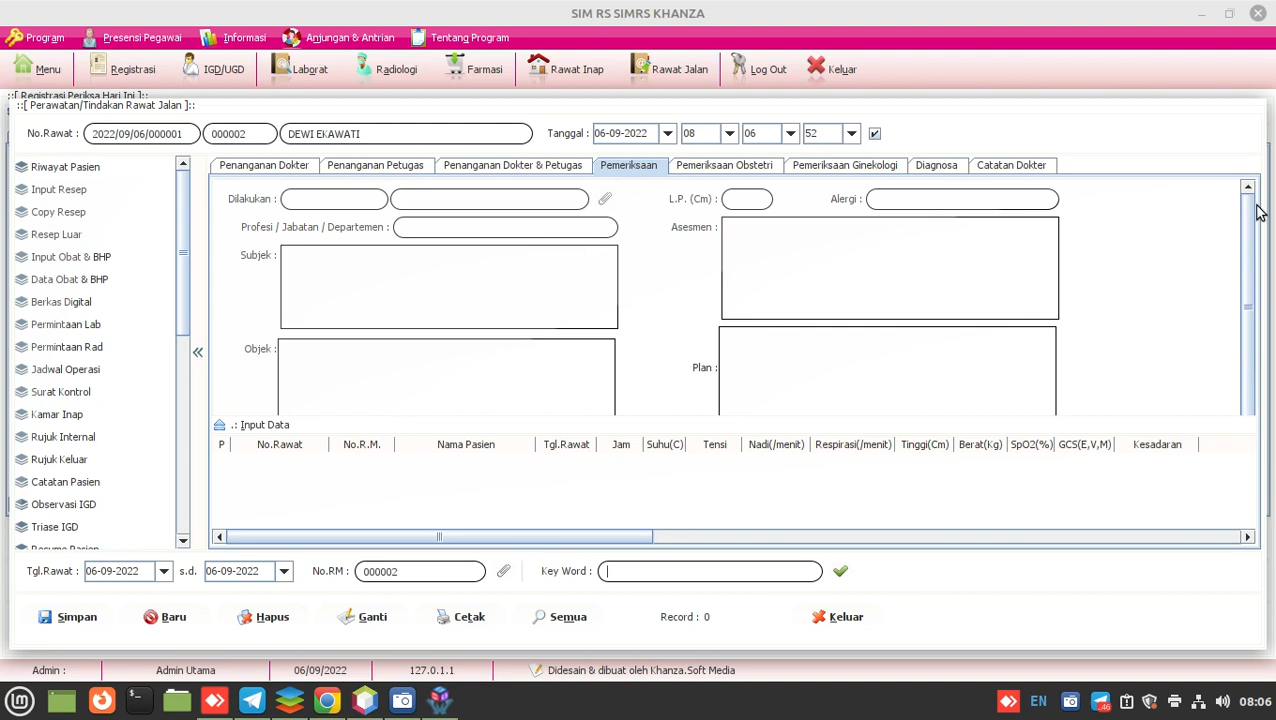 SIM RS SIMRS KHANZA
Program Presensi Pegawai Informasi Anjungan & Antrian Tentang Program
Menu Registrasi IGD/UGD Laborat Radiologi Farmasi Rawat Inap Rawat Jalan Log Out Keluar
::[ Registrasi Periksa Hari Ini ]::
::[ Perawatan/Tindakan Rawat Jalan ]::
No.Rawat : 2022/09/06/000001 000002 DEWI EKAWATI Tanggal : 06-09-2022 08 06 52
Penanganan Dokter Penanganan Petugas Penanganan Dokter & Petugas Pemeriksaan Pemeriksaan Obstetri Pemeriksaan Ginekologi Diagnosa Catatan Dokter
Riwayat Pasien
Input Resep
Copy Resep
Resep Luar
Input Obat & BHP
Data Obat & BHP
Berkas Digital
Permintaan Lab
Permintaan Rad
Jadwal Operasi
Surat Kontrol
Kamar Inap
Rujuk Internal
Rujuk Keluar
Catatan Pasien
Observasi IGD
Triase IGD
Resume Pasien
Dilakukan : L.P. (Cm) : Alergi :
Profesi / Jabatan / Departemen : Asesmen :
Subjek :
Objek :
Plan :
.: Input Data
P No.Rawat No.R.M. Nama Pasien Tgl.Rawat Jam Suhu(C) Tensi Nadi(/menit) Respirasi(/menit) Tinggi(Cm) Berat(Kg) SpO2(%) GCS(E,V,M) Kesadaran
Tgl.Rawat : 06-09-2022 s.d. 06-09-2022 No.RM : 000002 Key Word :
Simpan Baru Hapus Ganti Cetak Semua Record : 0 Keluar
Admin : Admin Utama 06/09/2022 127.0.1.1 Didesain & dibuat oleh Khanza.Soft Media
EN 46 08:06